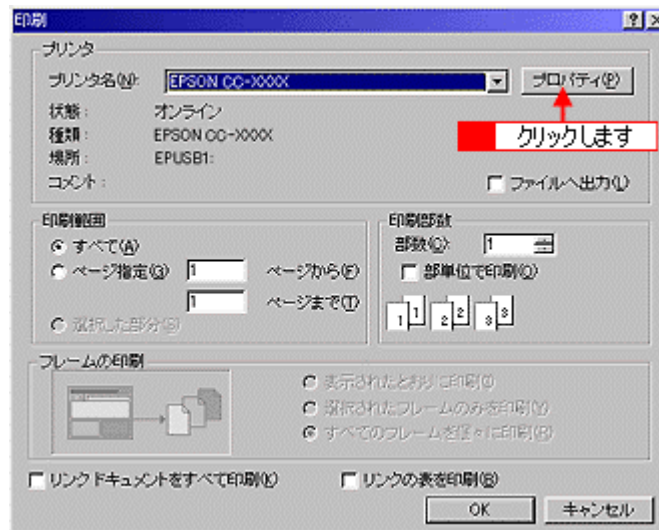 印刷
プリンタ
プリンタ名(N): EPSON CC-XXXX プロパティ(P)
状態： オンライン
クリックします
種類： EPSON CC-XXXX
場所： EPUSB1:
コメント： ファイルへ出力(L)
印刷範囲
すべて(A)
ページ指定(G) 1 ページから(F)
1 ページまで(T)
選択した部分(S)
印刷部数
部数(C): 1
部単位で印刷(O)
1 1 2 2 3 3
フレームの印刷
表示されたとおりに印刷(I)
選択されたフレームのみを印刷(Y)
すべてのフレームを個々に印刷(R)
リンクドキュメントをすべて印刷(K) リンクの表を印刷(B)
OK キャンセル